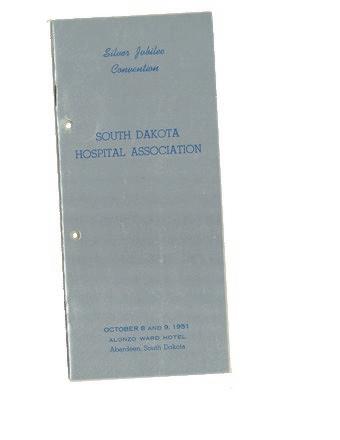 Silver Jubilee
Convention
SOUTH DAKOTA
HOSPITAL ASSOCIATION
OCTOBER 8 AND 9, 1951
ALONZO WARD HOTEL
Aberdeen, South Dakota